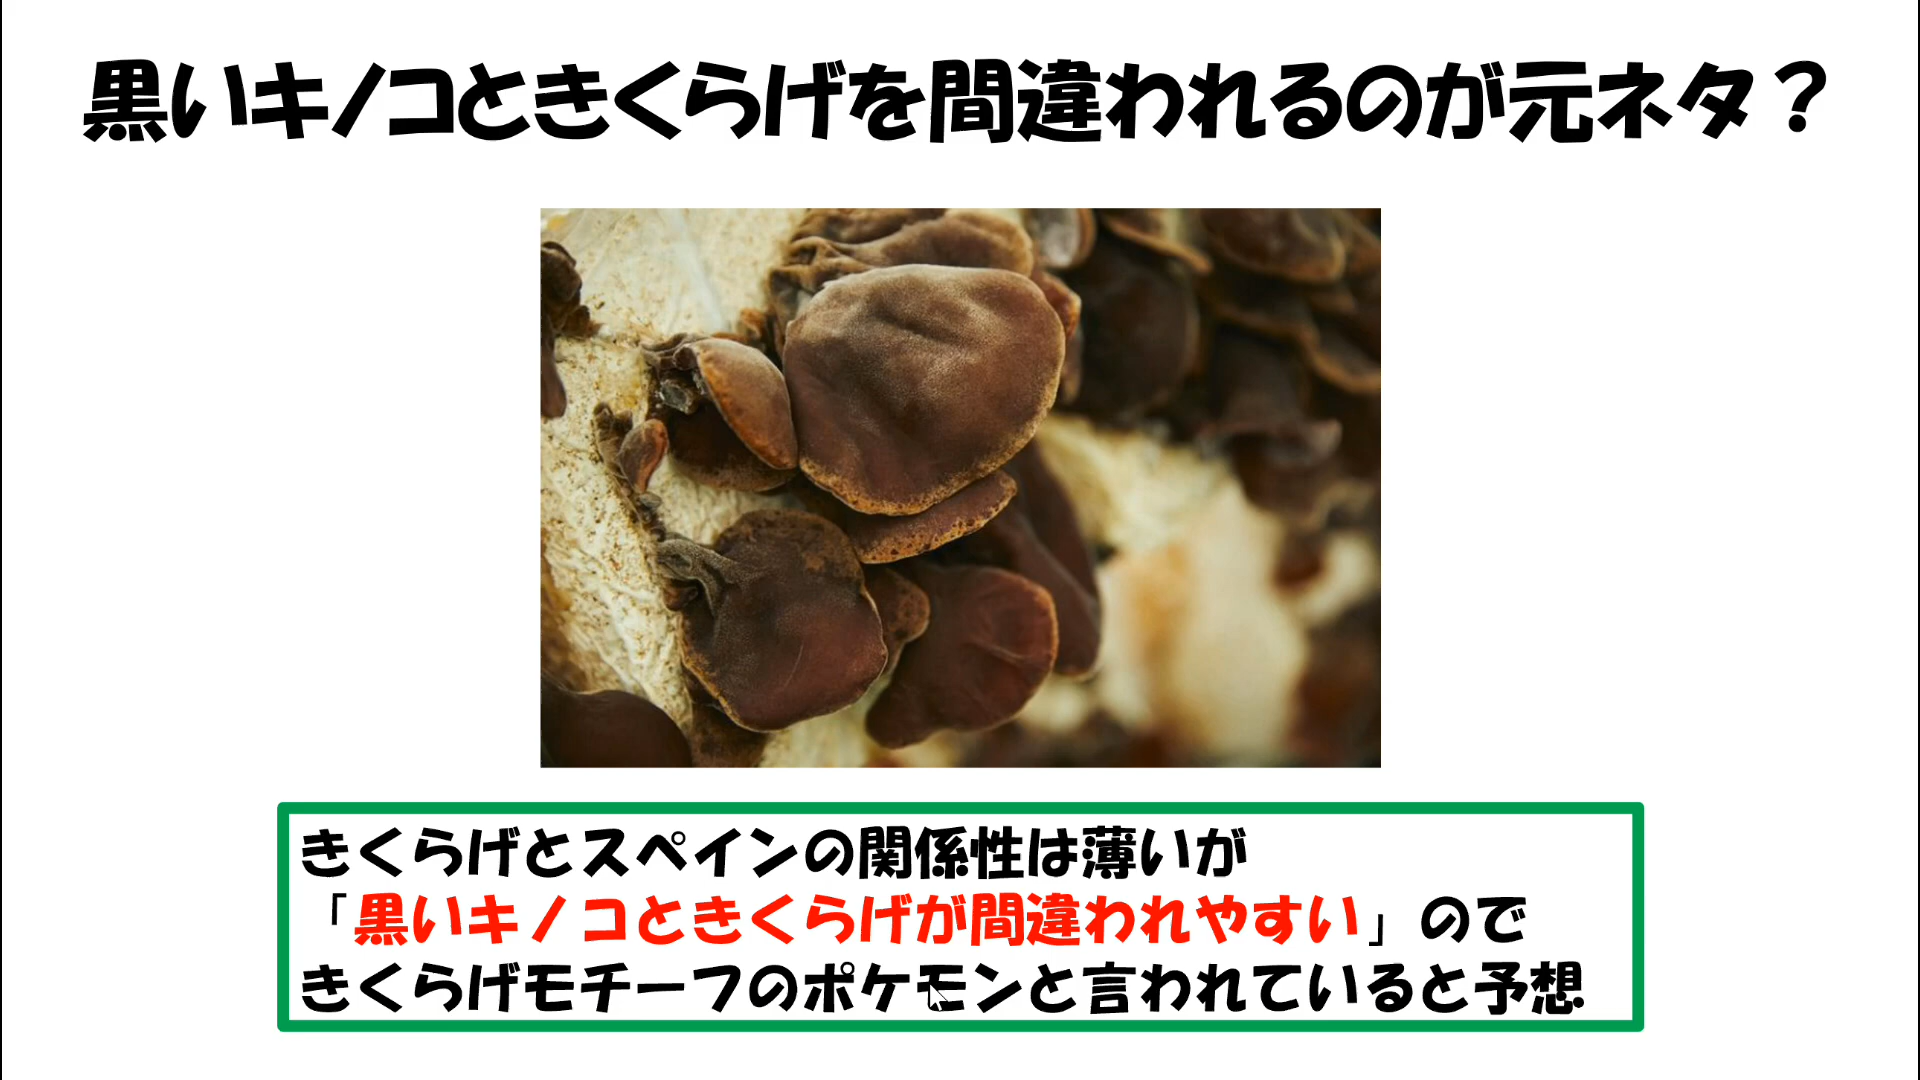 黒いキノコときくらげを間違われるのが元ネタ？
きくらげとスペインの関係性は薄いが
「黒いキノコときくらげが間違われやすい」ので
きくらげモチーフのポケモンと言われていると予想